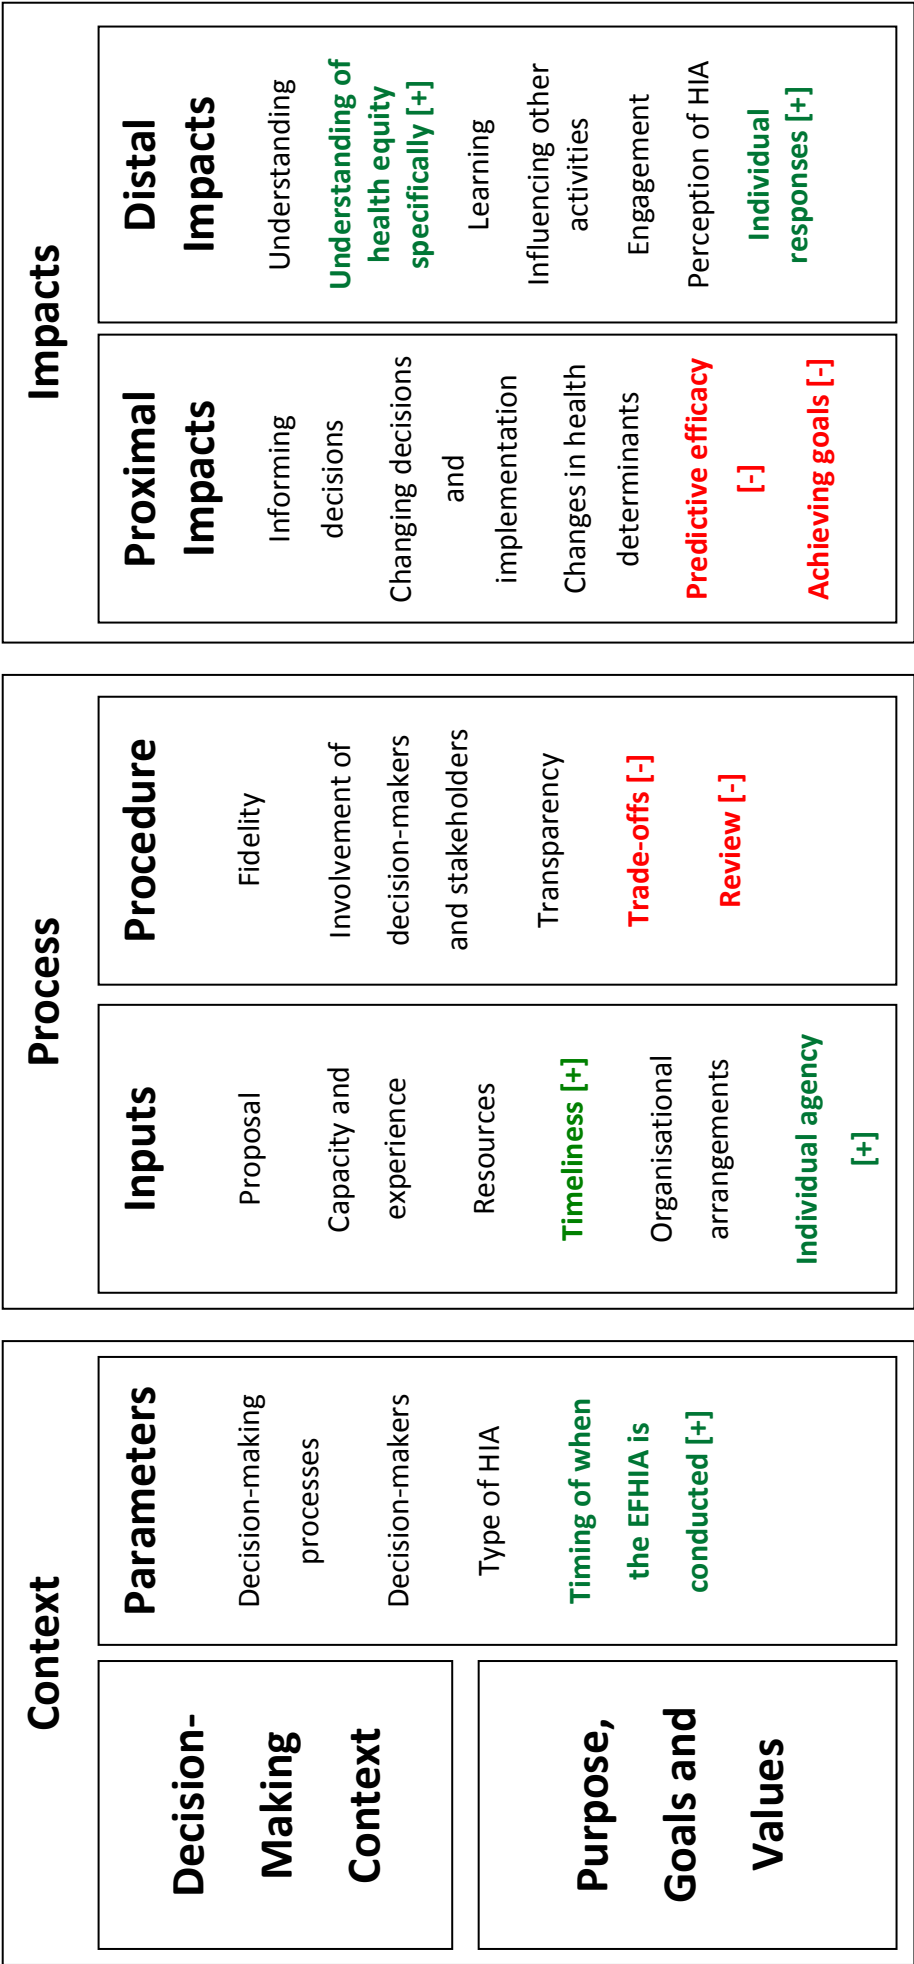 Context
Decision-
Making
Context
Purpose,
Goals and
Values
Parameters
Decision-making
processes
Decision-makers
Type of HIA
Timing of when
the EFHIA is
conducted [+]
Process
Inputs
Proposal
Capacity and
experience
Resources
Timeliness [+]
Organisational
arrangements
Individual agency
[+]
Procedure
Fidelity
Involvement of
decision-makers
and stakeholders
Transparency
Trade-offs [-]
Review [-]
Impacts
Proximal
Impacts
Informing
decisions
Changing decisions
and
implementation
Changes in health
determinants
Predictive efficacy
[-]
Achieving goals [-]
Distal
Impacts
Understanding
Understanding of
health equity
specifically [+]
Learning
Influencing other
activities
Engagement
Perception of HIA
Individual
responses [+]